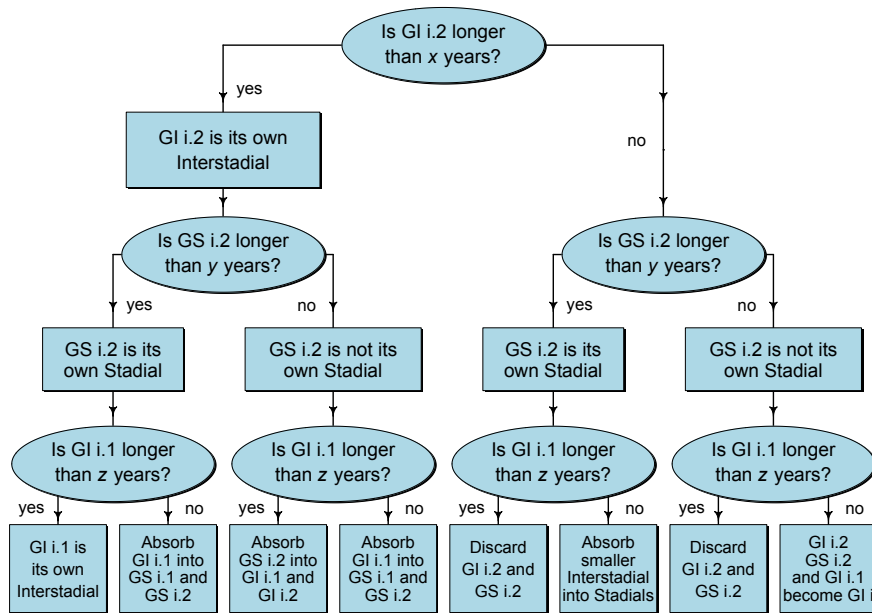 Is GI i.2 longer
than x years?
yes
no
GI i.2 is its own
Interstadial
Is GS i.2 longer
than y years?
Is GS i.2 longer
than y years?
yes
no
yes
no
GS i.2 is its
own Stadial
GS i.2 is not its
own Stadial
GS i.2 is its
own Stadial
GS i.2 is not its
own Stadial
Is GI i.1 longer
than z years?
Is GI i.1 longer
than z years?
Is GI i.1 longer
than z years?
Is GI i.1 longer
than z years?
yes
no
yes
no
yes
no
yes
no
GI i.1 is
its own
Interstadial
Absorb
GI i.1 into
GS i.1 and
GS i.2
Absorb
GS i.2 into
GI i.1 and
GI i.2
Absorb
GI i.1 into
GS i.1 and
GS i.2
Discard
GI i.2 and
GS i.2
Absorb
smaller
Interstadial
into Stadials
Discard
GI i.2 and
GS i.2
GI i.2
GS i.2
and GI i.1
become GI i